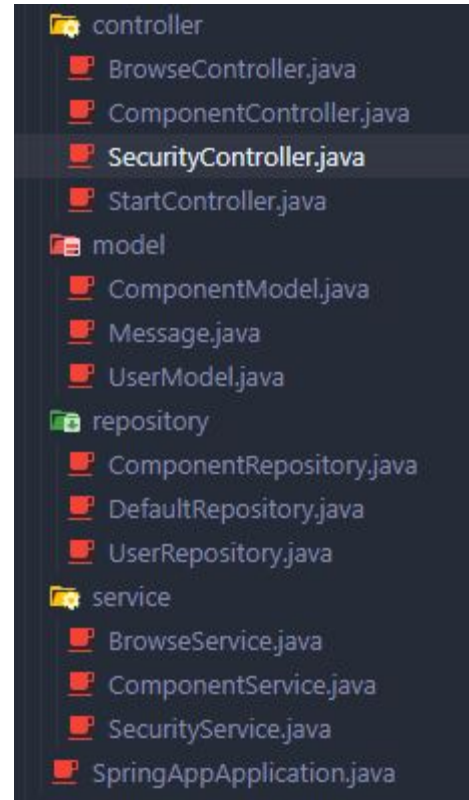 controller
BrowseController.java
ComponentController.java
SecurityController.java
StartController.java
model
ComponentModel.java
Message.java
UserModel.java
repository
ComponentRepository.java
DefaultRepository.java
UserRepository.java
service
BrowseService.java
ComponentService.java
SecurityService.java
SpringAppApplication.java